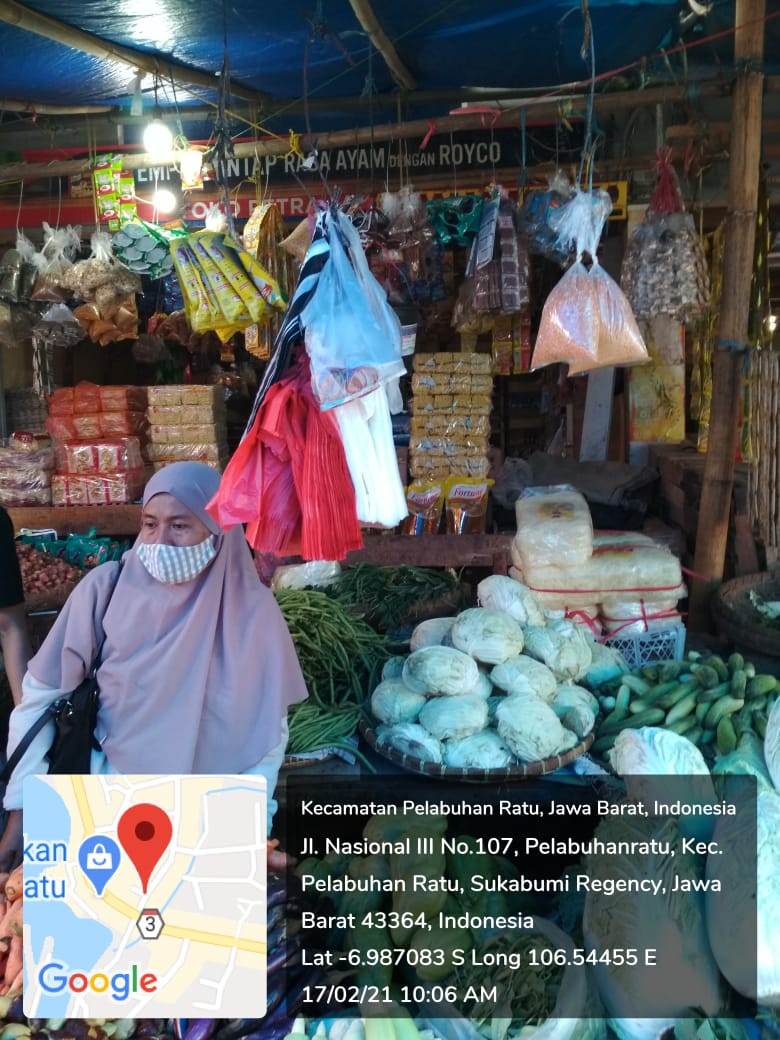 EMPUK NTAP RASA AYAM DENGAN ROYCO
Fortune
Kecamatan Pelabuhan Ratu, Jawa Barat, Indonesia
Jl. Nasional III No.107, Pelabuhanratu, Kec.
Pelabuhan Ratu, Sukabumi Regency, Jawa
Barat 43364, Indonesia
Lat -6.987083 S Long 106.54455 E
17/02/21 10:06 AM
kan
atu
3
Google